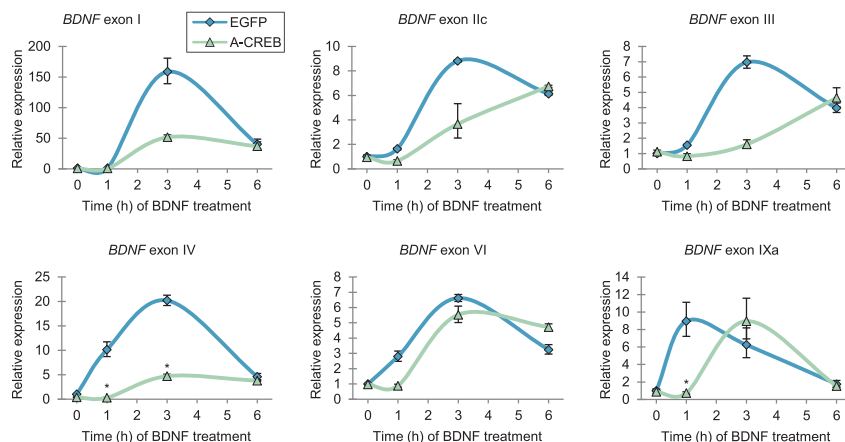 BDNF exon I
EGFP
A-CREB
Relative expression
200
150
100
50
0
0 1 2 3 4 5 6
Time (h) of BDNF treatment
BDNF exon IIc
Relative expression
10
8
6
4
2
0
0 1 2 3 4 5 6
Time (h) of BDNF treatment
BDNF exon III
Relative expression
8
7
6
5
4
3
2
1
0
0 1 2 3 4 5 6
Time (h) of BDNF treatment
BDNF exon IV
Relative expression
25
20
15
10
5
0
* *
0 1 2 3 4 5 6
Time (h) of BDNF treatment
BDNF exon VI
Relative expression
8
7
6
5
4
3
2
1
0
0 1 2 3 4 5 6
Time (h) of BDNF treatment
BDNF exon IXa
Relative expression
14
12
10
8
6
4
2
0
*
0 1 2 3 4 5 6
Time (h) of BDNF treatment